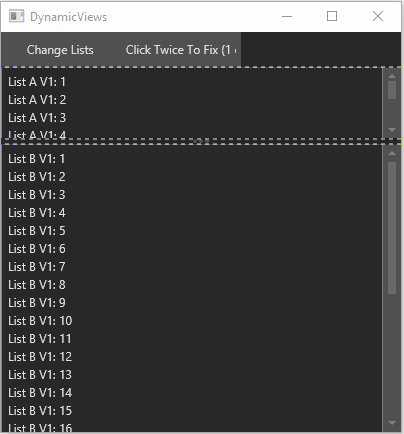 DynamicViews
Change Lists Click Twice To Fix (1
List A V1: 1
List A V1: 2
List A V1: 3
List A V1: 4
List B V1: 1
List B V1: 2
List B V1: 3
List B V1: 4
List B V1: 5
List B V1: 6
List B V1: 7
List B V1: 8
List B V1: 9
List B V1: 10
List B V1: 11
List B V1: 12
List B V1: 13
List B V1: 14
List B V1: 15
List B V1: 16